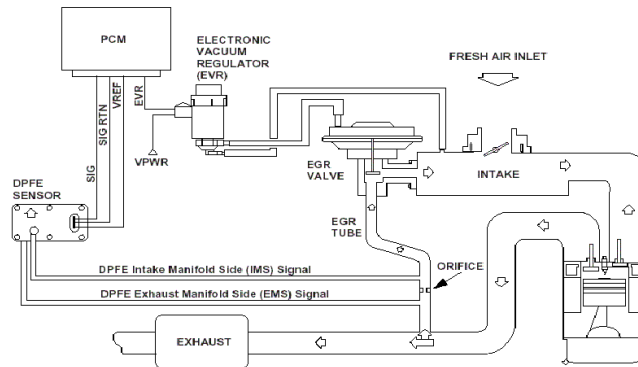 PCM
ELECTRONIC
VACUUM
REGULATOR
(EVR)
FRESH AIR INLET
SIG
SIG RTN
VREF
EVR
VPWR
DPFE
SENSOR
EGR
VALVE
INTAKE
EGR
TUBE
ORIFICE
DPFE Intake Manifold Side (IMS) Signal
DPFE Exhaust Manifold Side (EMS) Signal
EXHAUST